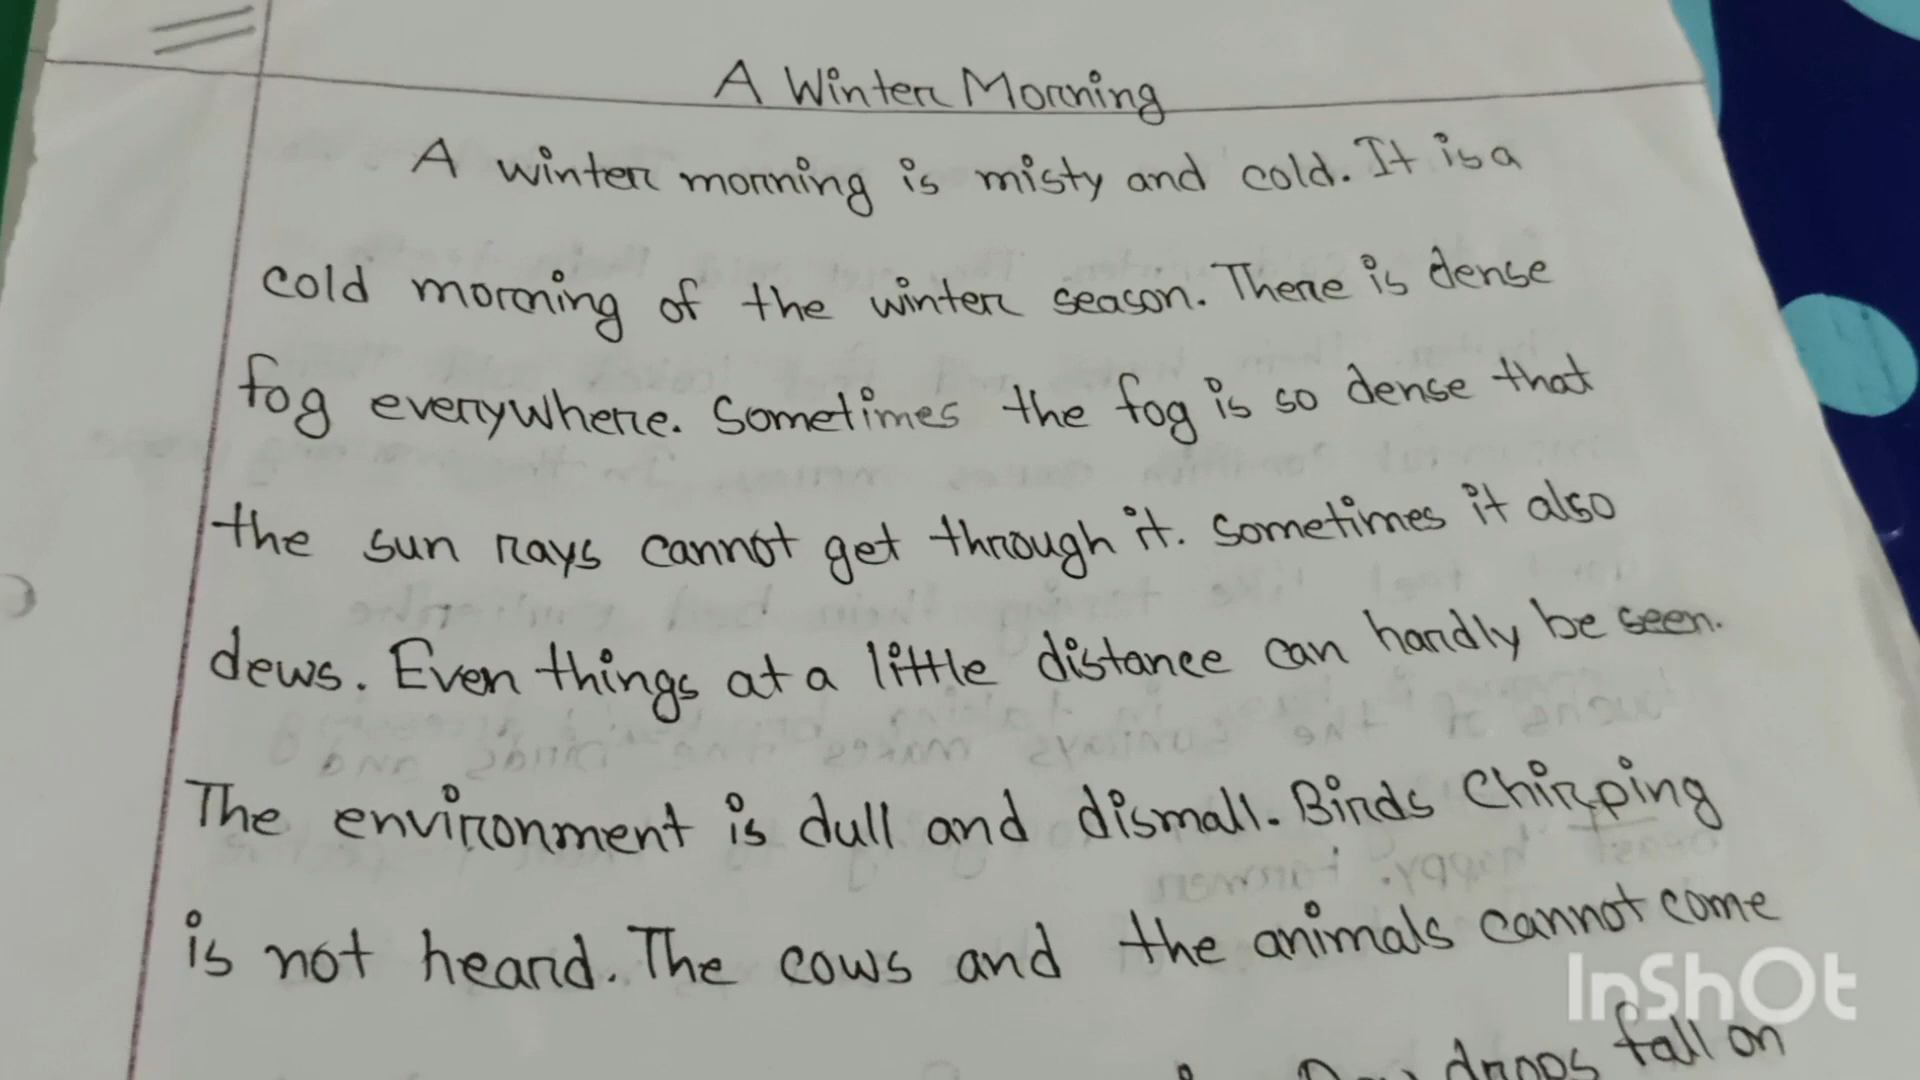 A Winter Morning
A winter morning is misty and cold. It is a
cold morning of the winter season. There is dense
fog everywhere. Sometimes the fog is so dense that
the sun rays cannot get through it. Sometimes it also
dews. Even things at a little distance can hardly be seen.
The environment is dull and dismall. Birds Chirping
is not heard. The cows and the animals cannot come
drops fall on
InShOt